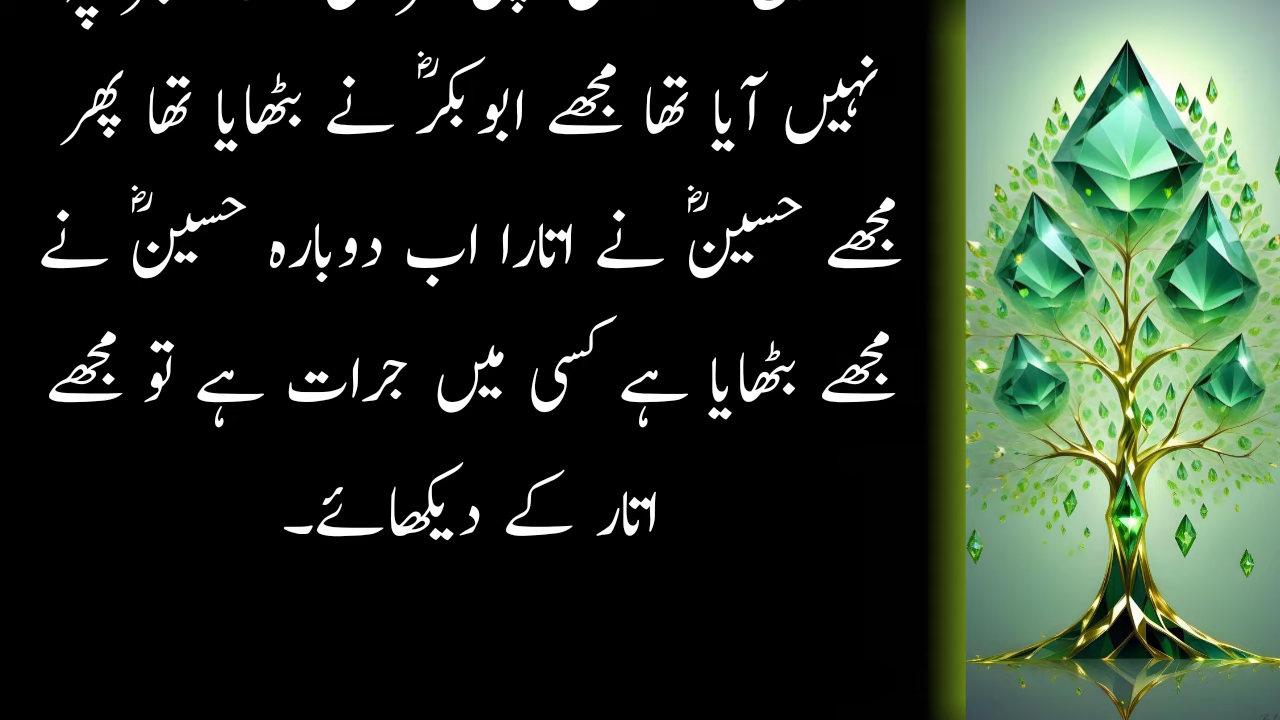 نہیں آیا تھا مجھے ابوبکرؓ نے بٹھایا تھا پھر
مجھے حسینؓ نے اتارا اب دوبارہ حسینؓ نے
مجھے بٹھایا ہے کسی میں جرات ہے تو مجھے
اتار کے دیکھائے۔